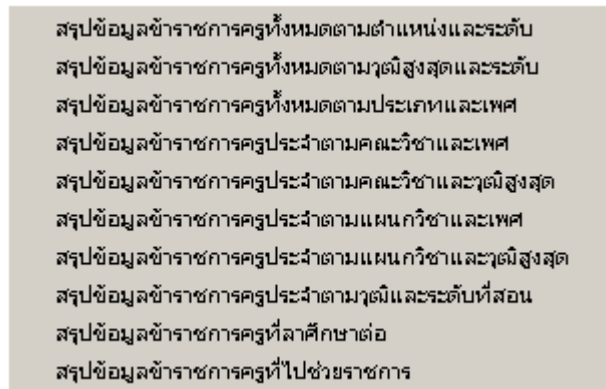 สรุปข้อมูลข้าราชการครูทั้งหมดตามตำแหน่งและระดับ
สรุปข้อมูลข้าราชการครูทั้งหมดตามวุฒิสูงสุดและระดับ
สรุปข้อมูลข้าราชการครูทั้งหมดตามประเภทและเพศ
สรุปข้อมูลข้าราชการครูประจำตามคณะวิชาและเพศ
สรุปข้อมูลข้าราชการครูประจำตามคณะวิชาและวุฒิสูงสุด
สรุปข้อมูลข้าราชการครูประจำตามแผนกวิชาและเพศ
สรุปข้อมูลข้าราชการครูประจำตามแผนกวิชาและวุฒิสูงสุด
สรุปข้อมูลข้าราชการครูประจำตามวุฒิและระดับที่สอน
สรุปข้อมูลข้าราชการครูที่ลาศึกษาต่อ
สรุปข้อมูลข้าราชการครูที่ไปช่วยราชการ